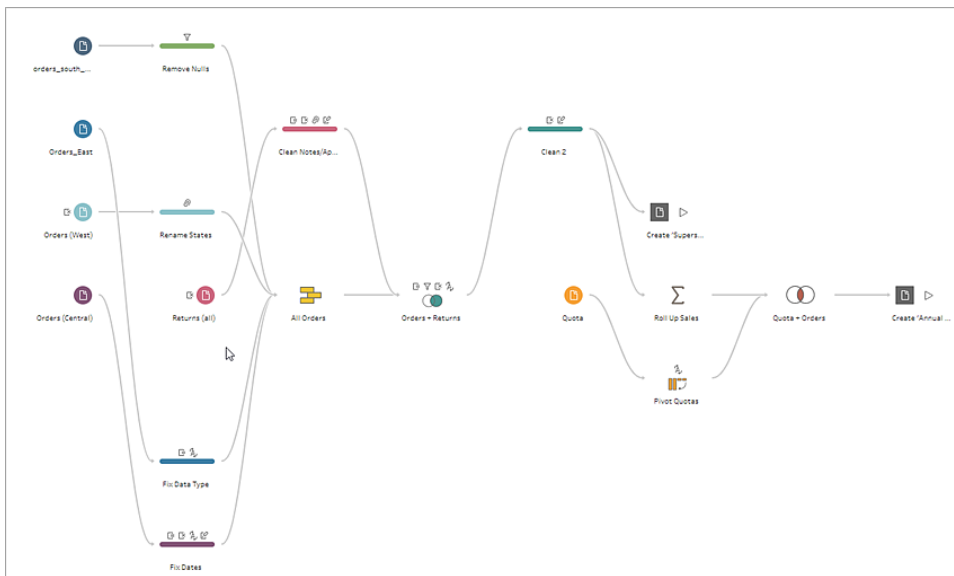 orders_south_...
Remove Nulls
Orders_East
Clean Notes/Ap...
Clean 2
Orders (West)
Rename States
Create 'Supers...
Orders (Central)
Returns (all)
All Orders
Orders + Returns
Quota
Roll Up Sales
Quota + Orders
Create 'Annual ...
Pivot Quotas
Fix Data Type
Fix Dates